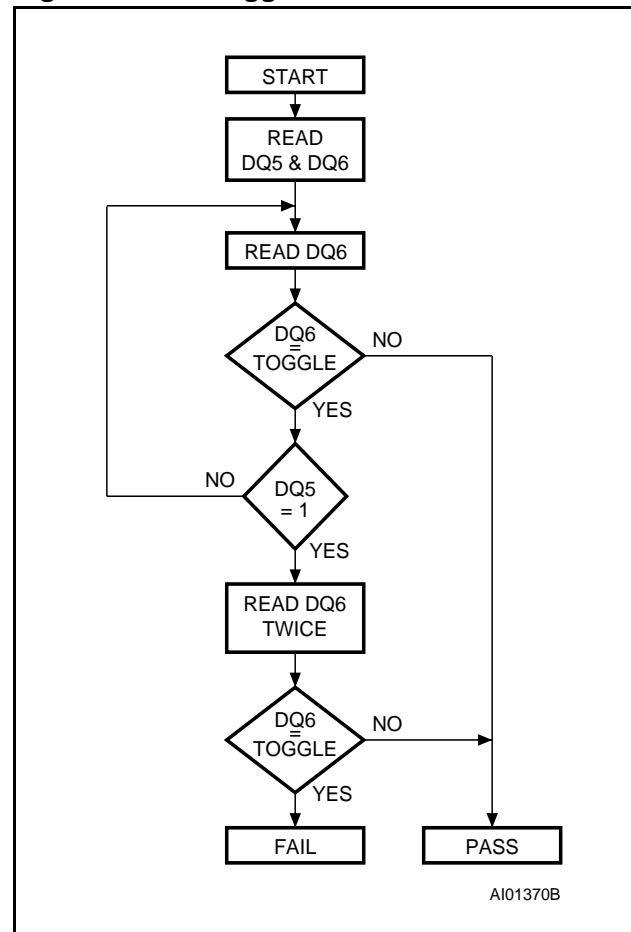 START
READ
DQ5 & DQ6
READ DQ6
DQ6
=
TOGGLE
NO
YES
NO
DQ5
= 1
YES
READ DQ6
TWICE
DQ6
=
TOGGLE
NO
YES
FAIL
PASS
AI01370B